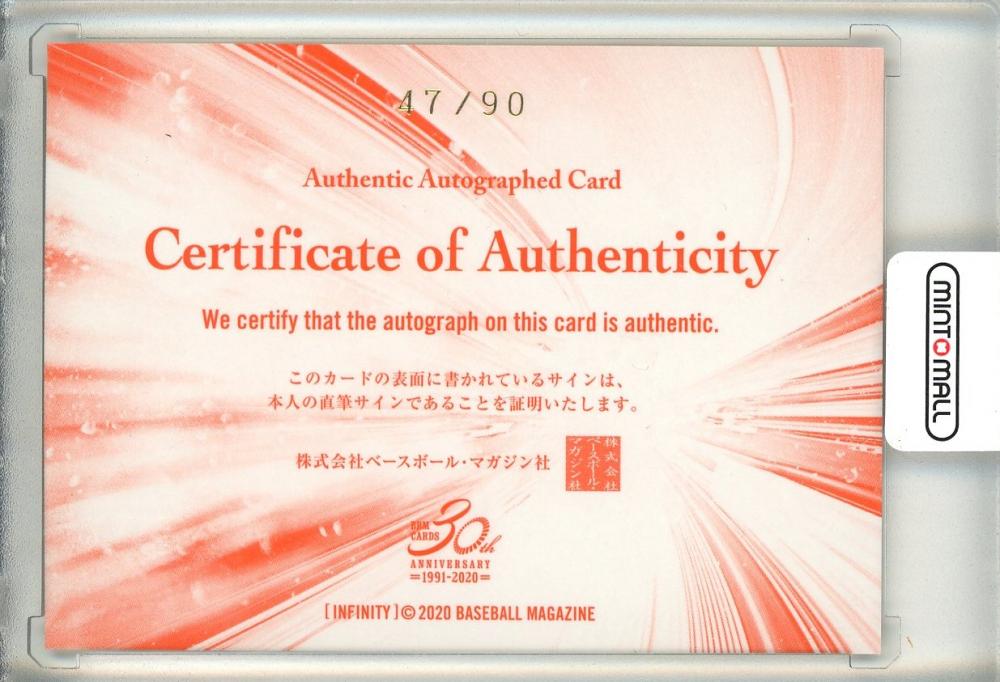 47/90
Authentic Autographed Card
Certificate of Authenticity
We certify that the autograph on this card is authentic.
このカードの表面に書かれているサインは、
本人の直筆サインであることを証明いたします。
株式会社ベースボール・マガジン社
株式会社
ベースボール・
マガジン社
BBM
CARDS
30th
ANNIVERSARY
=1991-2020=
[INFINITY]©2020 BASEBALL MAGAZINE
MINT MALL